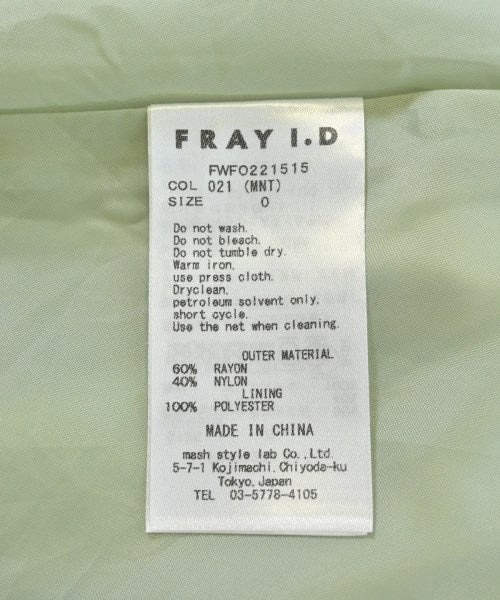 FRAY I.D
FWFO221515
COL 021 (MNT)
SIZE 0
Do not wash.
Do not bleach.
Do not tumble dry.
Warm iron.
use press cloth.
Dryclean.
petroleum solvent only.
short cycle.
Use the net when cleaning.
OUTER MATERIAL
60% RAYON
40% NYLON
LINING
100% POLYESTER
MADE IN CHINA
mash style lab Co.,Ltd.
5-7-1 Kojimachi,Chiyoda-ku
Tokyo,Japan
TEL 03-5778-4105